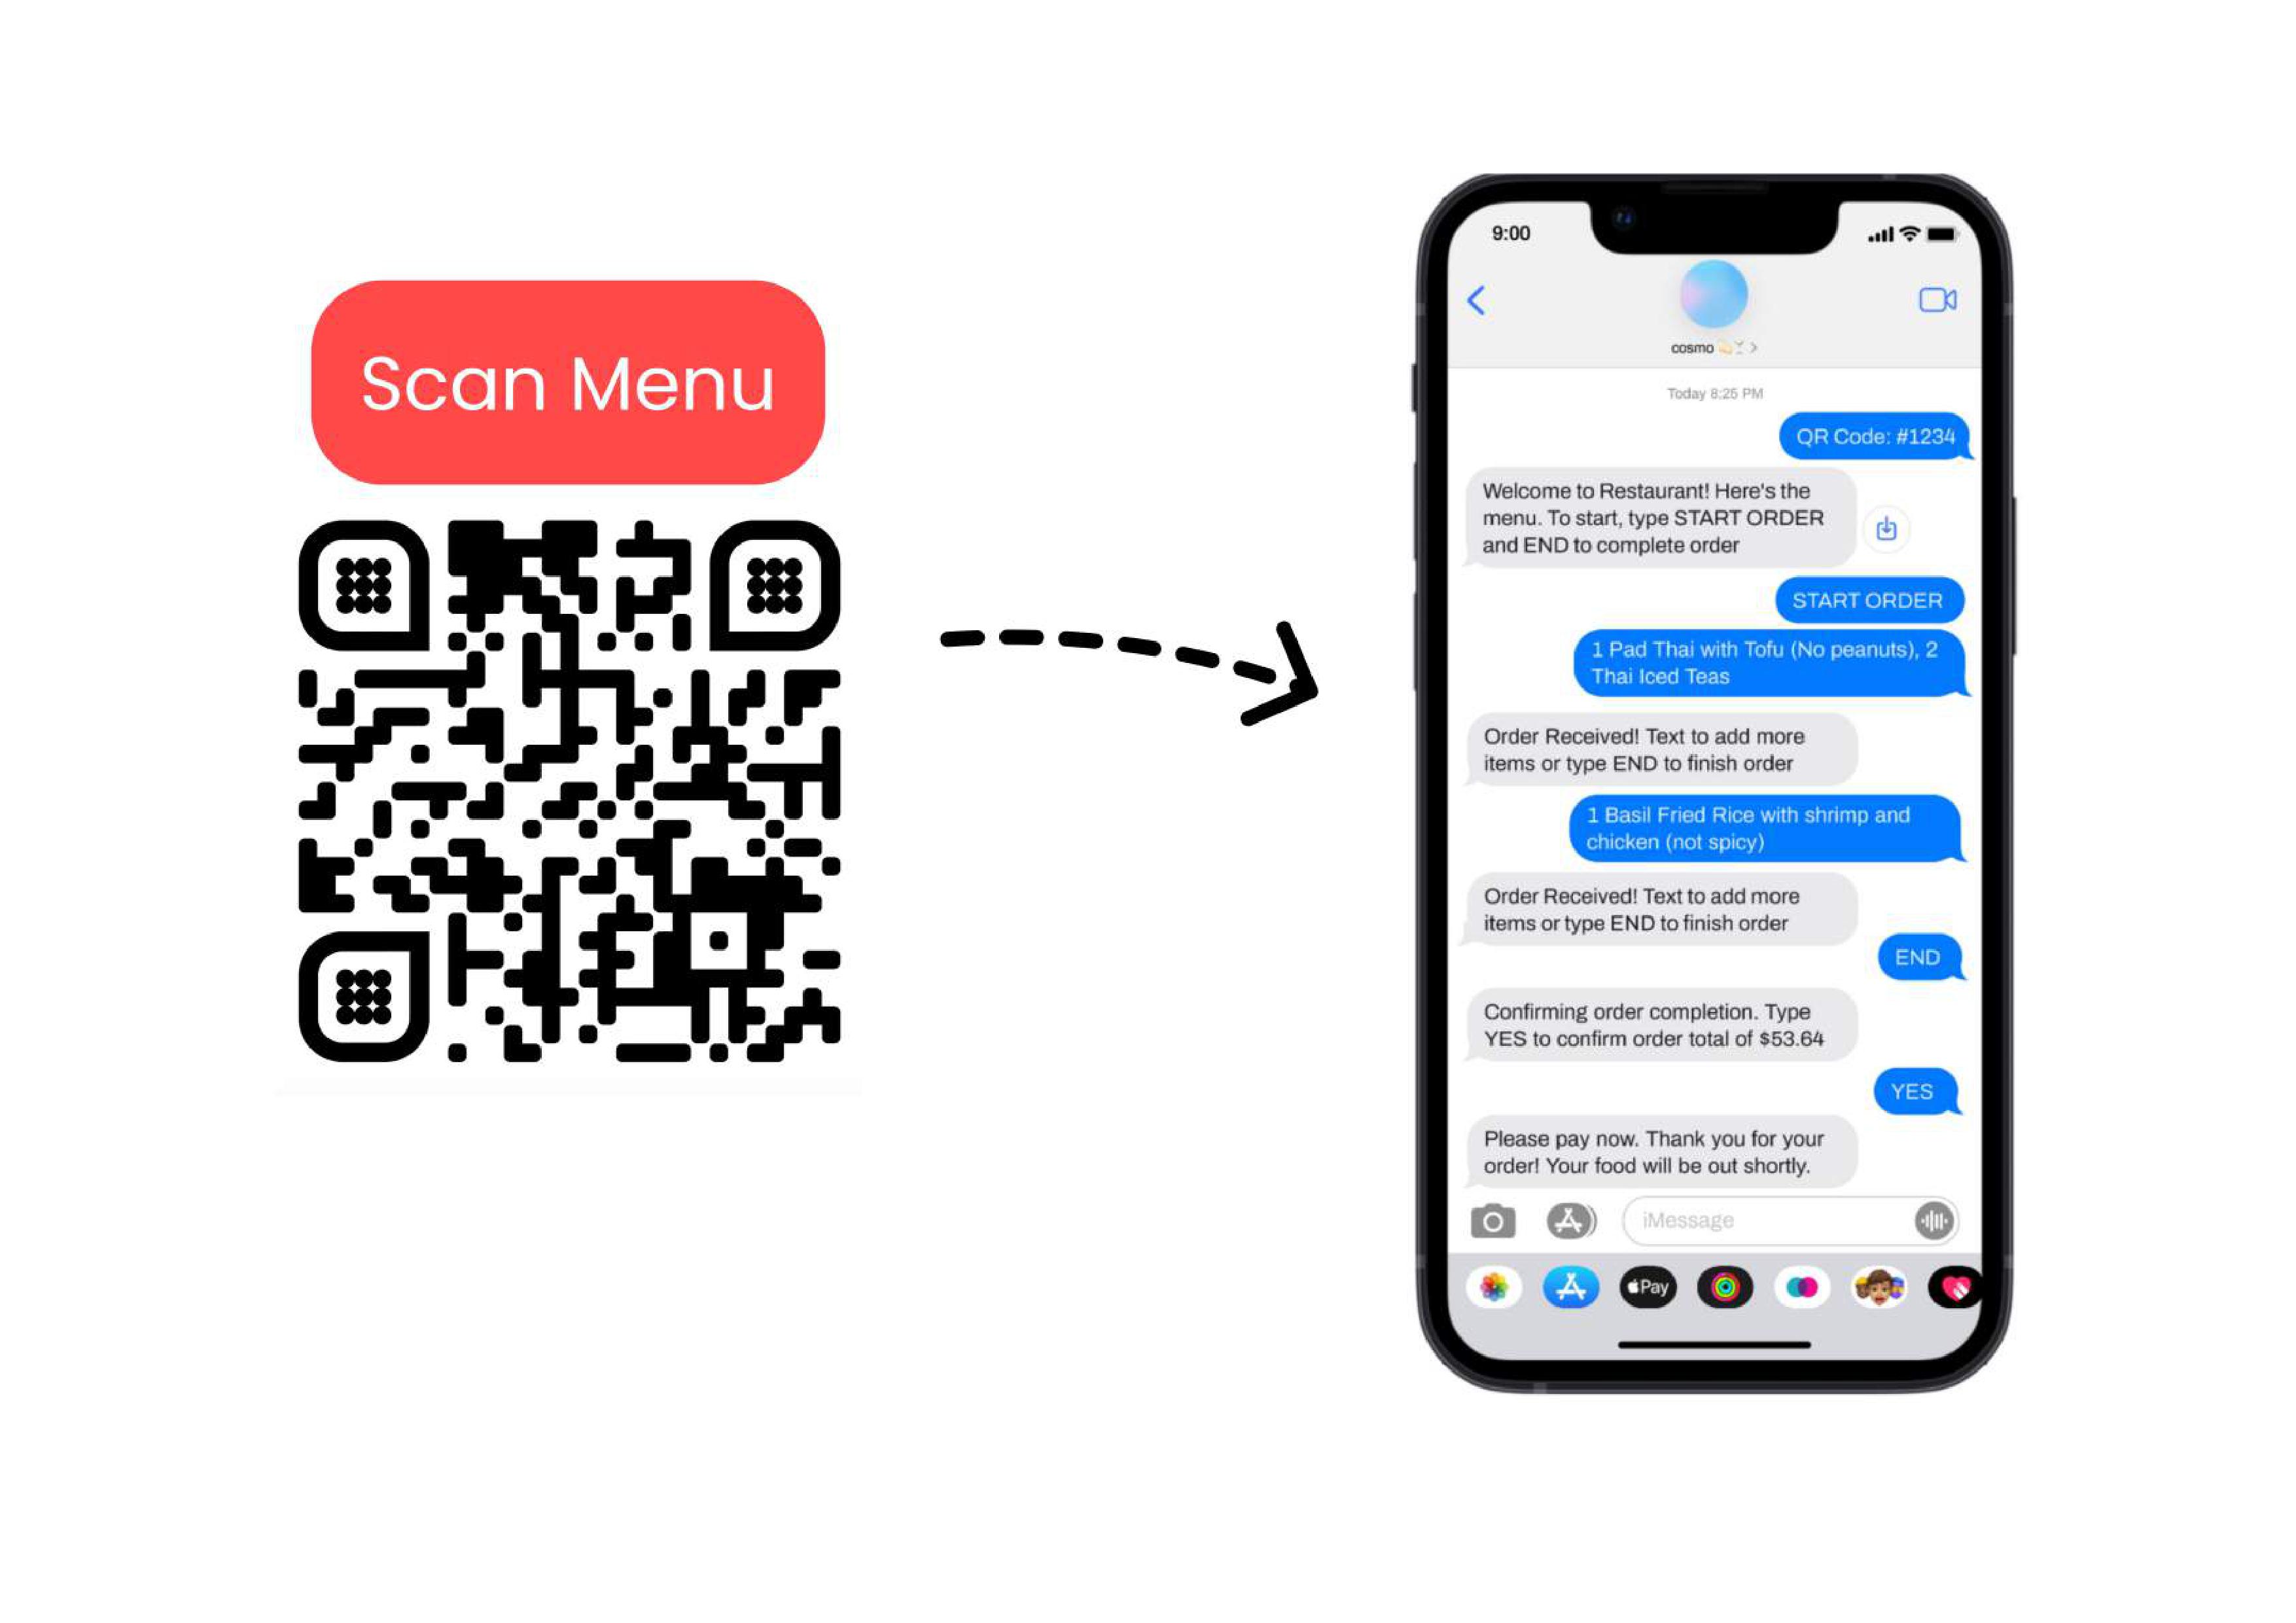 Scan Menu
9:00
cosmo
Today 8:25 PM
QR Code: #1234
Welcome to Restaurant! Here's the
menu. To start, type START ORDER
and END to complete order
START ORDER
1 Pad Thai with Tofu (No peanuts), 2
Thai Iced Teas
Order Received! Text to add more
items or type END to finish order
1 Basil Fried Rice with shrimp and
chicken (not spicy)
Order Received! Text to add more
items or type END to finish order
END
Confirming order completion. Type
YES to confirm order total of $53.64
YES
Please pay now. Thank you for your
order! Your food will be out shortly.
iMessage
Pay